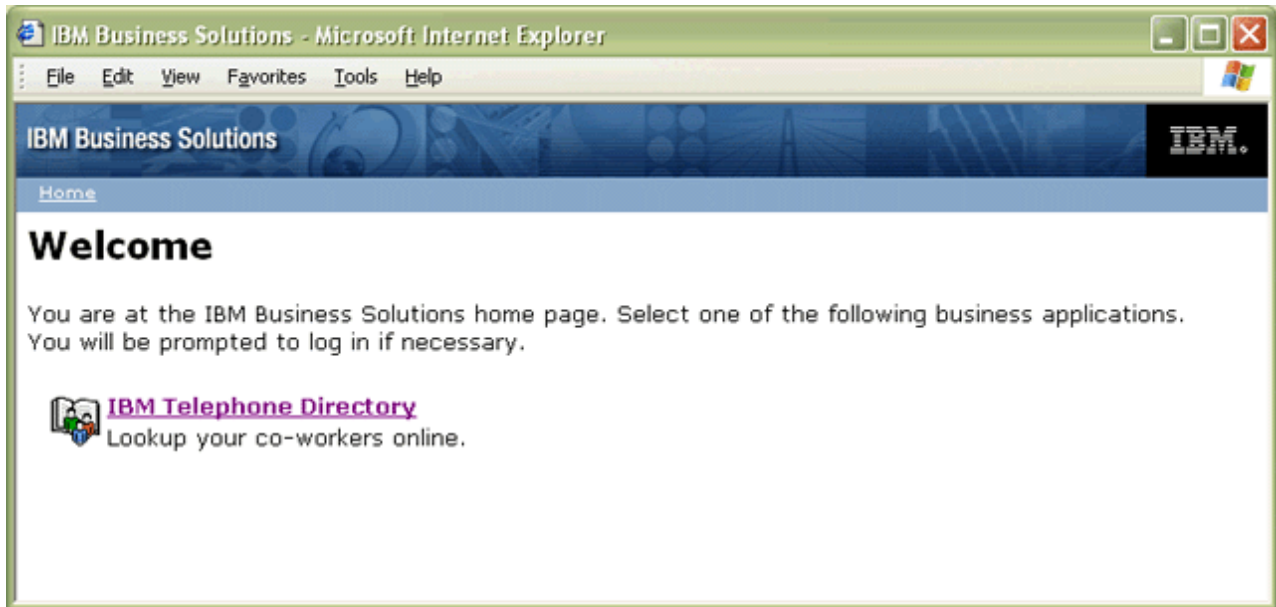 IBM Business Solutions - Microsoft Internet Explorer
File Edit View Favorites Tools Help
IBM Business Solutions
IBM.
Home
Welcome
You are at the IBM Business Solutions home page. Select one of the following business applications.
You will be prompted to log in if necessary.
IBM Telephone Directory
Lookup your co-workers online.